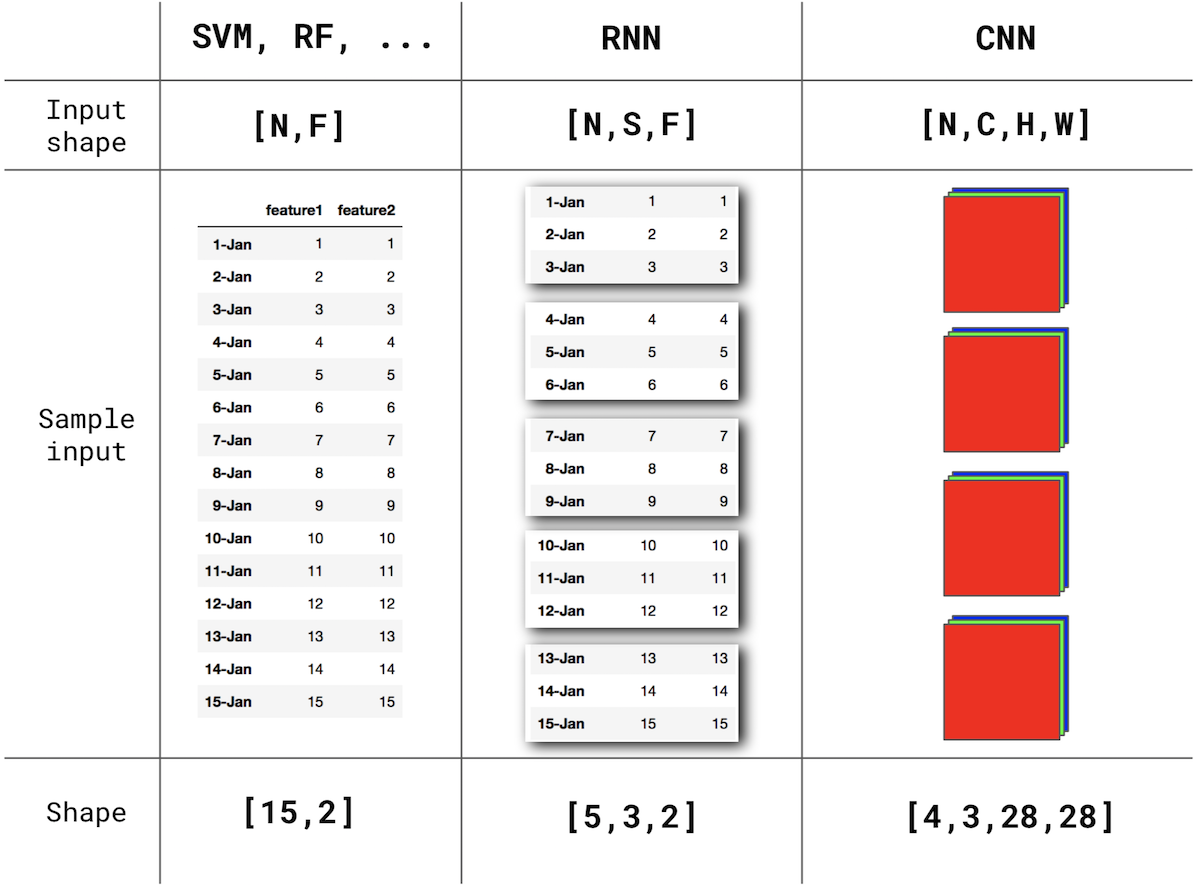 SVM, RF, ... RNN CNN
Input shape [N,F] [N,S,F] [N,C,H,W]
Sample input
feature1 feature2
1-Jan 1 1
2-Jan 2 2
3-Jan 3 3
4-Jan 4 4
5-Jan 5 5
6-Jan 6 6
7-Jan 7 7
8-Jan 8 8
9-Jan 9 9
10-Jan 10 10
11-Jan 11 11
12-Jan 12 12
13-Jan 13 13
14-Jan 14 14
15-Jan 15 15
1-Jan 1 1
2-Jan 2 2
3-Jan 3 3
4-Jan 4 4
5-Jan 5 5
6-Jan 6 6
7-Jan 7 7
8-Jan 8 8
9-Jan 9 9
10-Jan 10 10
11-Jan 11 11
12-Jan 12 12
13-Jan 13 13
14-Jan 14 14
15-Jan 15 15
Shape [15,2] [5,3,2] [4,3,28,28]